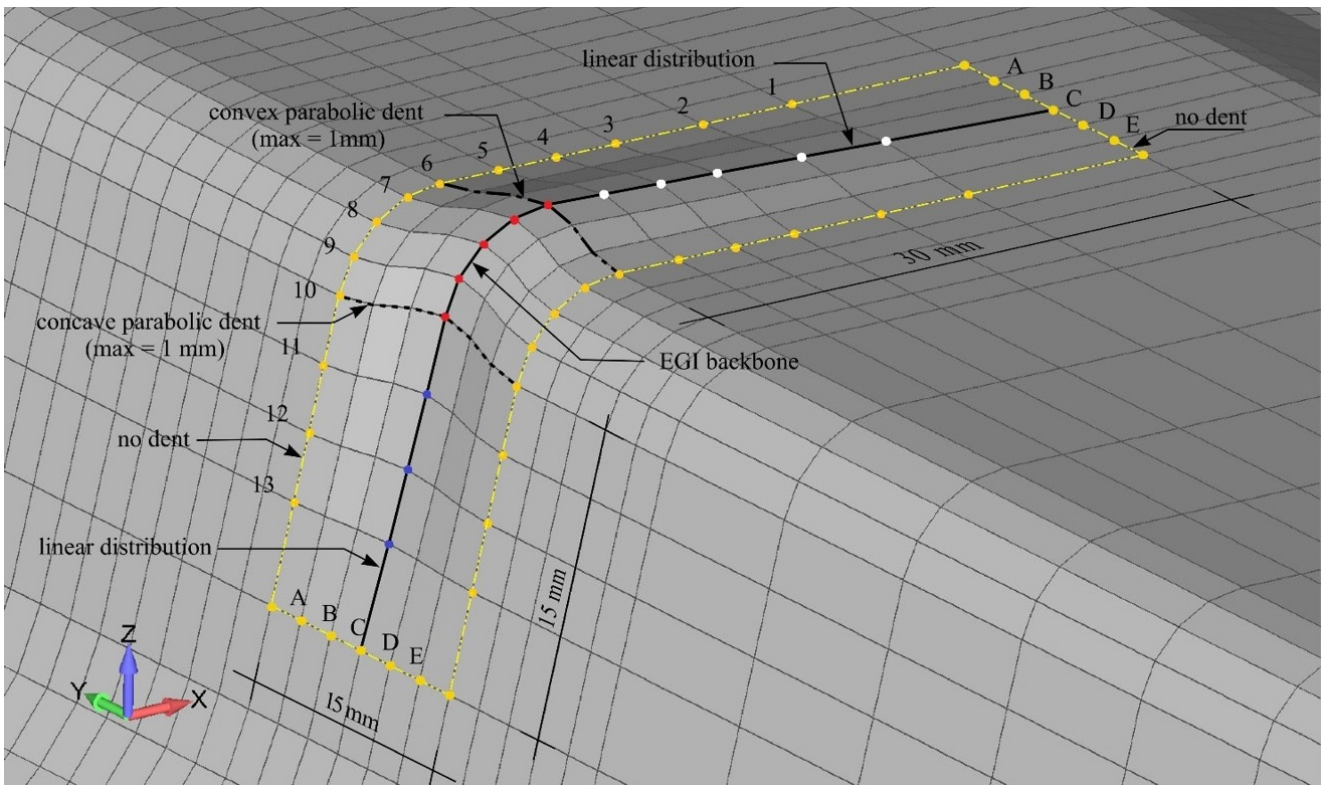 linear distribution
A
B
C
D
E
no dent
1
2
3
4
5
6
7
8
9
10
11
12
13
convex parabolic dent
(max = 1mm)
concave parabolic dent
(max = 1 mm)
30 mm
EGI backbone
no dent
linear distribution
15 mm
A
B
C
D
E
15 mm
Z
Y
X